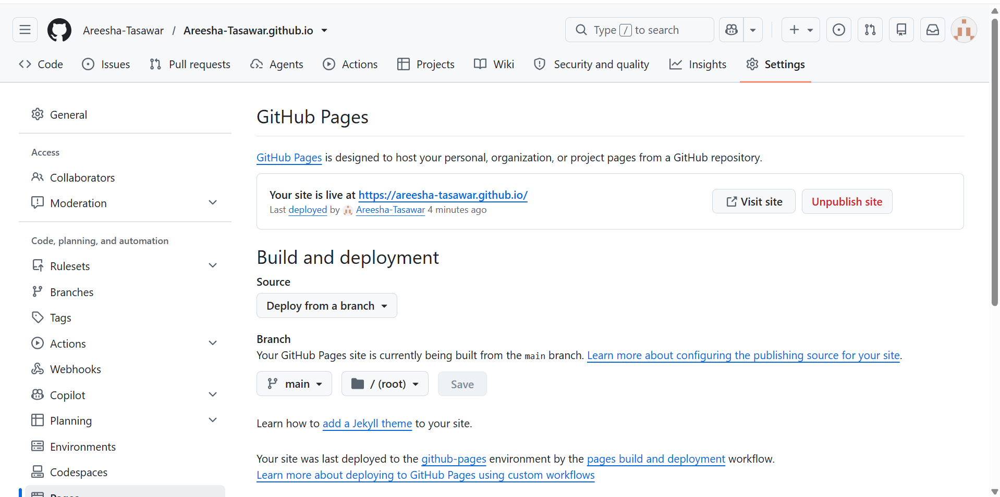 Areesha-Tasawar / Areesha-Tasawar.github.io
Type / to search
Code Issues Pull requests Agents Actions Projects Wiki Security and quality Insights Settings
General
Access
Collaborators
Moderation
Code, planning, and automation
Rulesets
Branches
Tags
Actions
Webhooks
Copilot
Planning
Environments
Codespaces
Pages
GitHub Pages
GitHub Pages is designed to host your personal, organization, or project pages from a GitHub repository.
Your site is live at https://areesha-tasawar.github.io/
Last deployed by Areesha-Tasawar 4 minutes ago
Visit site
Unpublish site
Build and deployment
Source
Deploy from a branch
Branch
Your GitHub Pages site is currently being built from the main branch. Learn more about configuring the publishing source for your site.
main / (root) Save
Learn how to add a Jekyll theme to your site.
Your site was last deployed to the github-pages environment by the pages build and deployment workflow.
Learn more about deploying to GitHub Pages using custom workflows